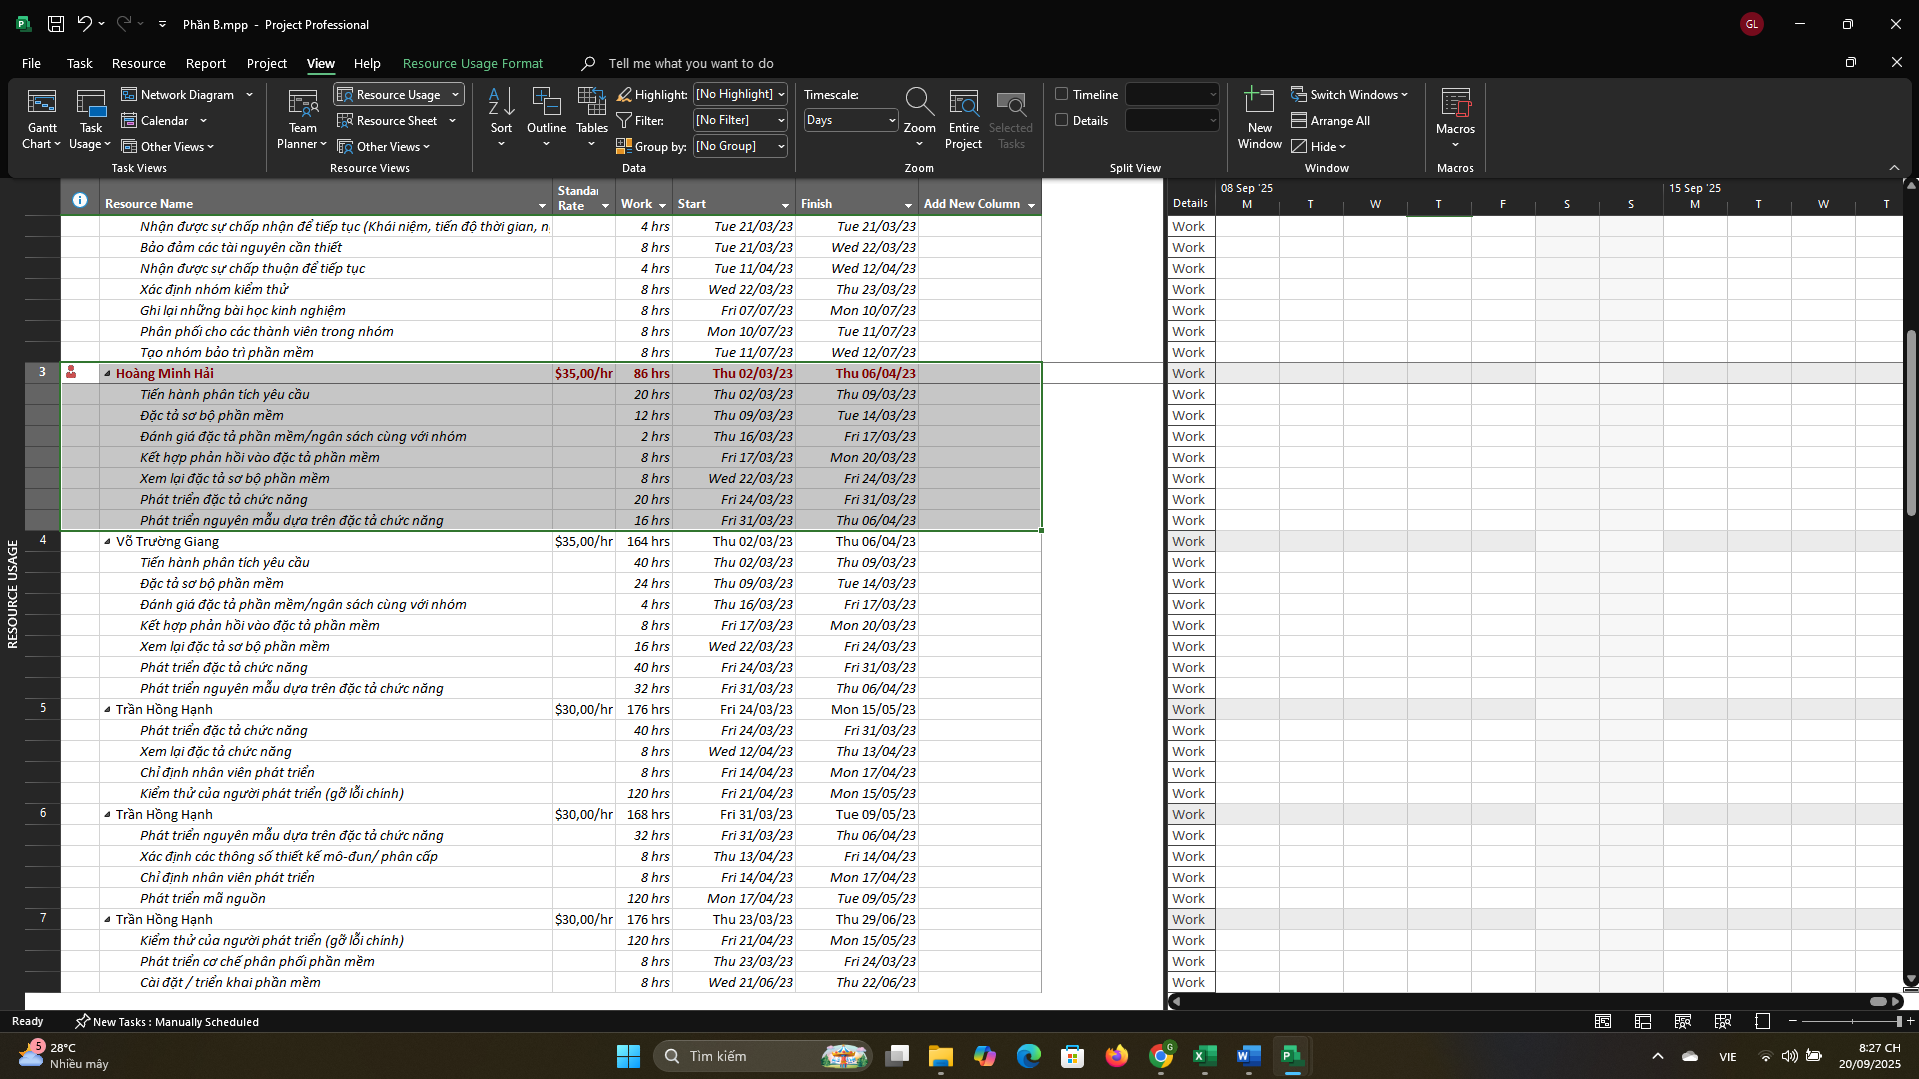 Phần B.mpp - Project Professional
GL
File Task Resource Report Project View Help Resource Usage Format Tell me what you want to do
Gantt Chart
Task Usage
Network Diagram
Calendar
Other Views
Task Views
Team Planner
Resource Usage
Resource Sheet
Other Views
Resource Views
Sort
Outline
Tables
Highlight: [No Highlight]
Filter: [No Filter]
Group by: [No Group]
Data
Timescale:
Days
Zoom
Entire Project
Selected Tasks
Zoom
Timeline
Details
Split View
New Window
Switch Windows
Arrange All
Hide
Window
Macros
Macros
RESOURCE USAGE
Resource Name Standar Rate Work Start Finish Add New Column
Details 08 Sep '25 15 Sep '25
M T W T F S S M T W T
Nhận được sự chấp nhận để tiếp tục (Khái niệm, tiến độ thời gian, n 4 hrs Tue 21/03/23 Tue 21/03/23 Work
Bảo đảm các tài nguyên cần thiết 8 hrs Tue 21/03/23 Wed 22/03/23 Work
Nhận được sự chấp thuận để tiếp tục 4 hrs Tue 11/04/23 Wed 12/04/23 Work
Xác định nhóm kiểm thử 8 hrs Wed 22/03/23 Thu 23/03/23 Work
Ghi lại những bài học kinh nghiệm 8 hrs Fri 07/07/23 Mon 10/07/23 Work
Phân phối cho các thành viên trong nhóm 8 hrs Mon 10/07/23 Tue 11/07/23 Work
Tạo nhóm bảo trì phần mềm 8 hrs Tue 11/07/23 Wed 12/07/23 Work
3 Hoàng Minh Hải $35,00/hr 86 hrs Thu 02/03/23 Thu 06/04/23 Work
Tiến hành phân tích yêu cầu 20 hrs Thu 02/03/23 Thu 09/03/23 Work
Đặc tả sơ bộ phần mềm 12 hrs Thu 09/03/23 Tue 14/03/23 Work
Đánh giá đặc tả phần mềm/ngân sách cùng với nhóm 2 hrs Thu 16/03/23 Fri 17/03/23 Work
Kết hợp phản hồi vào đặc tả phần mềm 8 hrs Fri 17/03/23 Mon 20/03/23 Work
Xem lại đặc tả sơ bộ phần mềm 8 hrs Wed 22/03/23 Fri 24/03/23 Work
Phát triển đặc tả chức năng 20 hrs Fri 24/03/23 Fri 31/03/23 Work
Phát triển nguyên mẫu dựa trên đặc tả chức năng 16 hrs Fri 31/03/23 Thu 06/04/23 Work
4 Võ Trường Giang $35,00/hr 164 hrs Thu 02/03/23 Thu 06/04/23 Work
Tiến hành phân tích yêu cầu 40 hrs Thu 02/03/23 Thu 09/03/23 Work
Đặc tả sơ bộ phần mềm 24 hrs Thu 09/03/23 Tue 14/03/23 Work
Đánh giá đặc tả phần mềm/ngân sách cùng với nhóm 4 hrs Thu 16/03/23 Fri 17/03/23 Work
Kết hợp phản hồi vào đặc tả phần mềm 8 hrs Fri 17/03/23 Mon 20/03/23 Work
Xem lại đặc tả sơ bộ phần mềm 16 hrs Wed 22/03/23 Fri 24/03/23 Work
Phát triển đặc tả chức năng 40 hrs Fri 24/03/23 Fri 31/03/23 Work
Phát triển nguyên mẫu dựa trên đặc tả chức năng 32 hrs Fri 31/03/23 Thu 06/04/23 Work
5 Trần Hồng Hạnh $30,00/hr 176 hrs Fri 24/03/23 Mon 15/05/23 Work
Phát triển đặc tả chức năng 40 hrs Fri 24/03/23 Fri 31/03/23 Work
Xem lại đặc tả chức năng 8 hrs Wed 12/04/23 Thu 13/04/23 Work
Chỉ định nhân viên phát triển 8 hrs Fri 14/04/23 Mon 17/04/23 Work
Kiểm thử của người phát triển (gỡ lỗi chính) 120 hrs Fri 21/04/23 Mon 15/05/23 Work
6 Trần Hồng Hạnh $30,00/hr 168 hrs Fri 31/03/23 Tue 09/05/23 Work
Phát triển nguyên mẫu dựa trên đặc tả chức năng 32 hrs Fri 31/03/23 Thu 06/04/23 Work
Xác định các thông số thiết kế mô-đun/ phân cấp 8 hrs Thu 13/04/23 Fri 14/04/23 Work
Chỉ định nhân viên phát triển 8 hrs Fri 14/04/23 Mon 17/04/23 Work
Phát triển mã nguồn 120 hrs Mon 17/04/23 Tue 09/05/23 Work
7 Trần Hồng Hạnh $30,00/hr 176 hrs Thu 23/03/23 Thu 29/06/23 Work
Kiểm thử của người phát triển (gỡ lỗi chính) 120 hrs Fri 21/04/23 Mon 15/05/23 Work
Phát triển cơ chế phân phối phần mềm 8 hrs Thu 23/03/23 Fri 24/03/23 Work
Cài đặt / triển khai phần mềm 8 hrs Wed 21/06/23 Thu 22/06/23 Work
Ready New Tasks : Manually Scheduled
5 28°C
Nhiều mây
Tìm kiếm
VIE
8:27 CH
20/09/2025